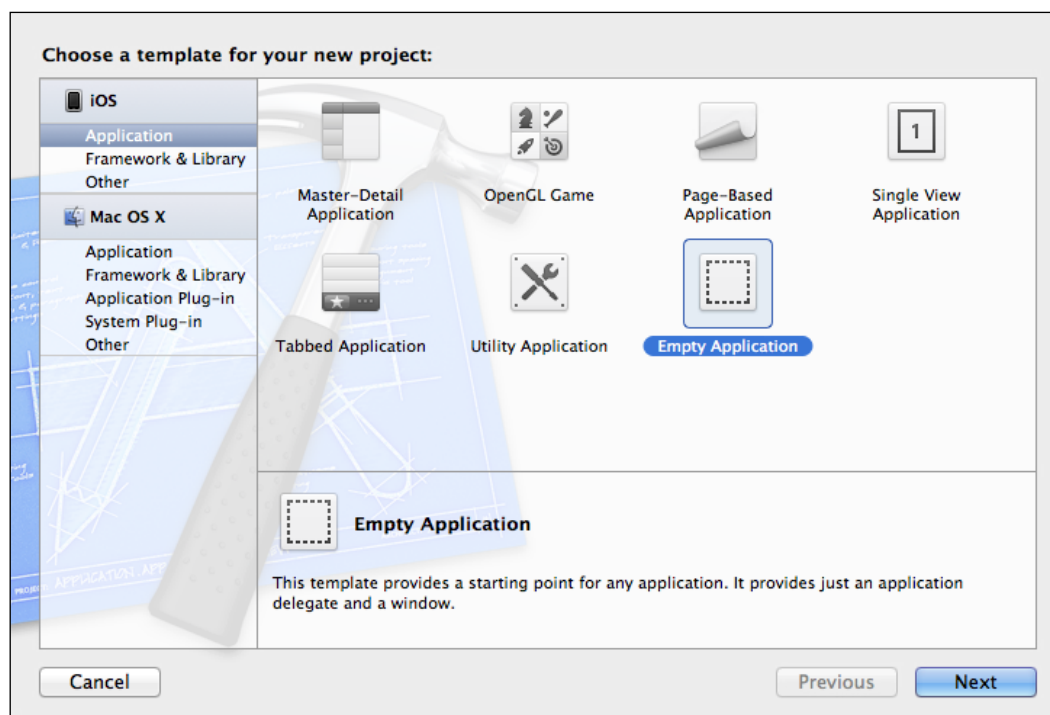 Choose a template for your new project:
iOS
Application
Framework & Library
Other
Mac OS X
Application
Framework & Library
Application Plug-in
System Plug-in
Other
Master-Detail
Application
OpenGL Game
Page-Based
Application
1
Single View
Application
Tabbed Application
Utility Application
Empty Application
Empty Application
This template provides a starting point for any application. It provides just an application
delegate and a window.
Cancel
Previous
Next